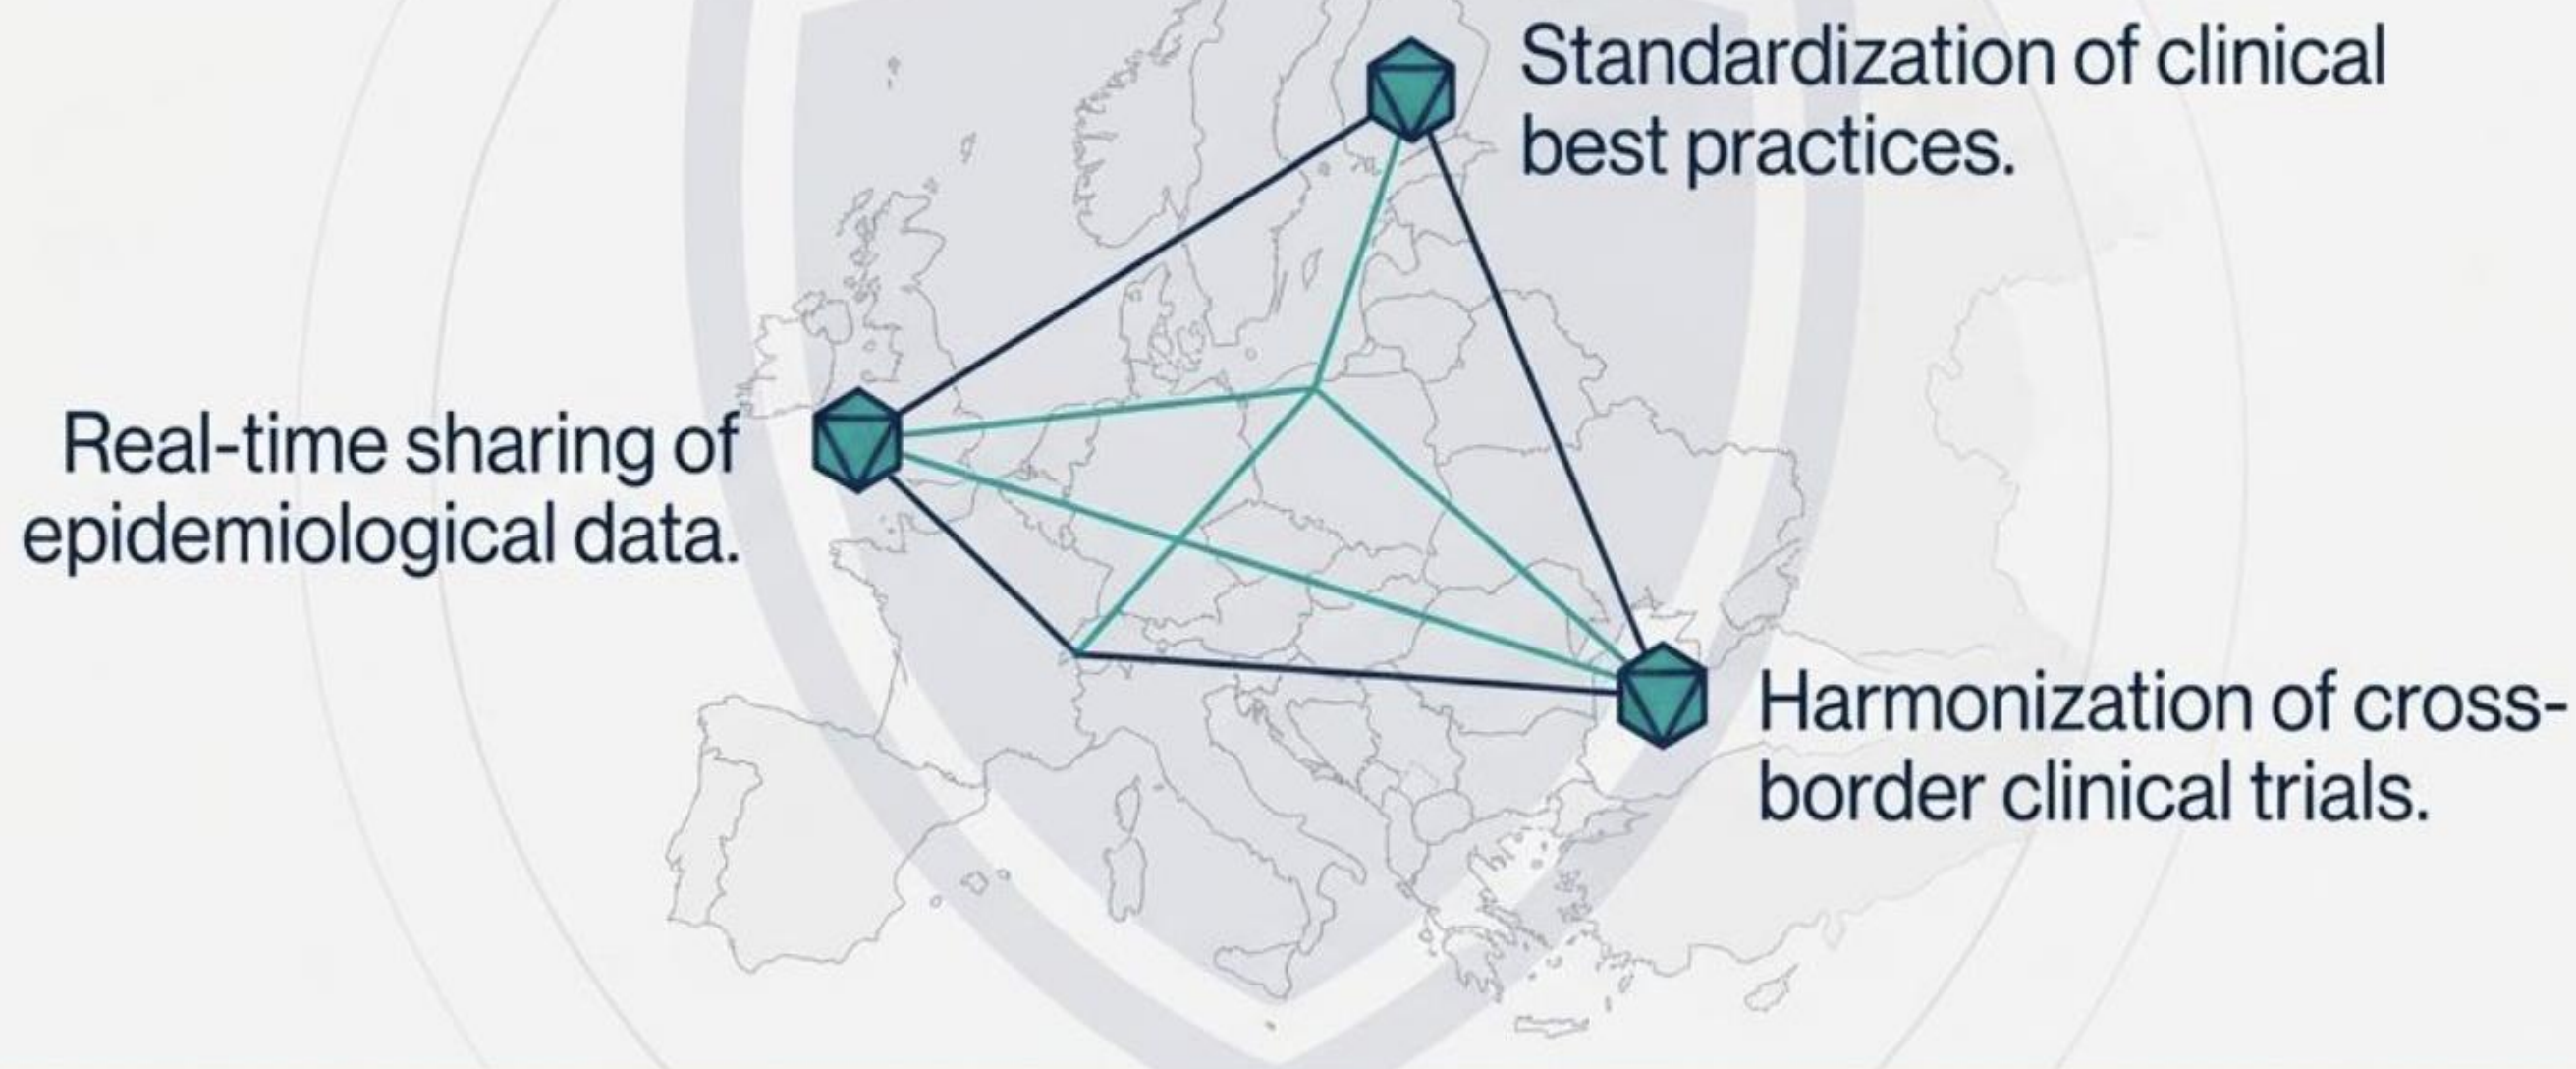 Standardization of clinical
best practices.
Real-time sharing of
epidemiological data.
Harmonization of cross-
border clinical trials.